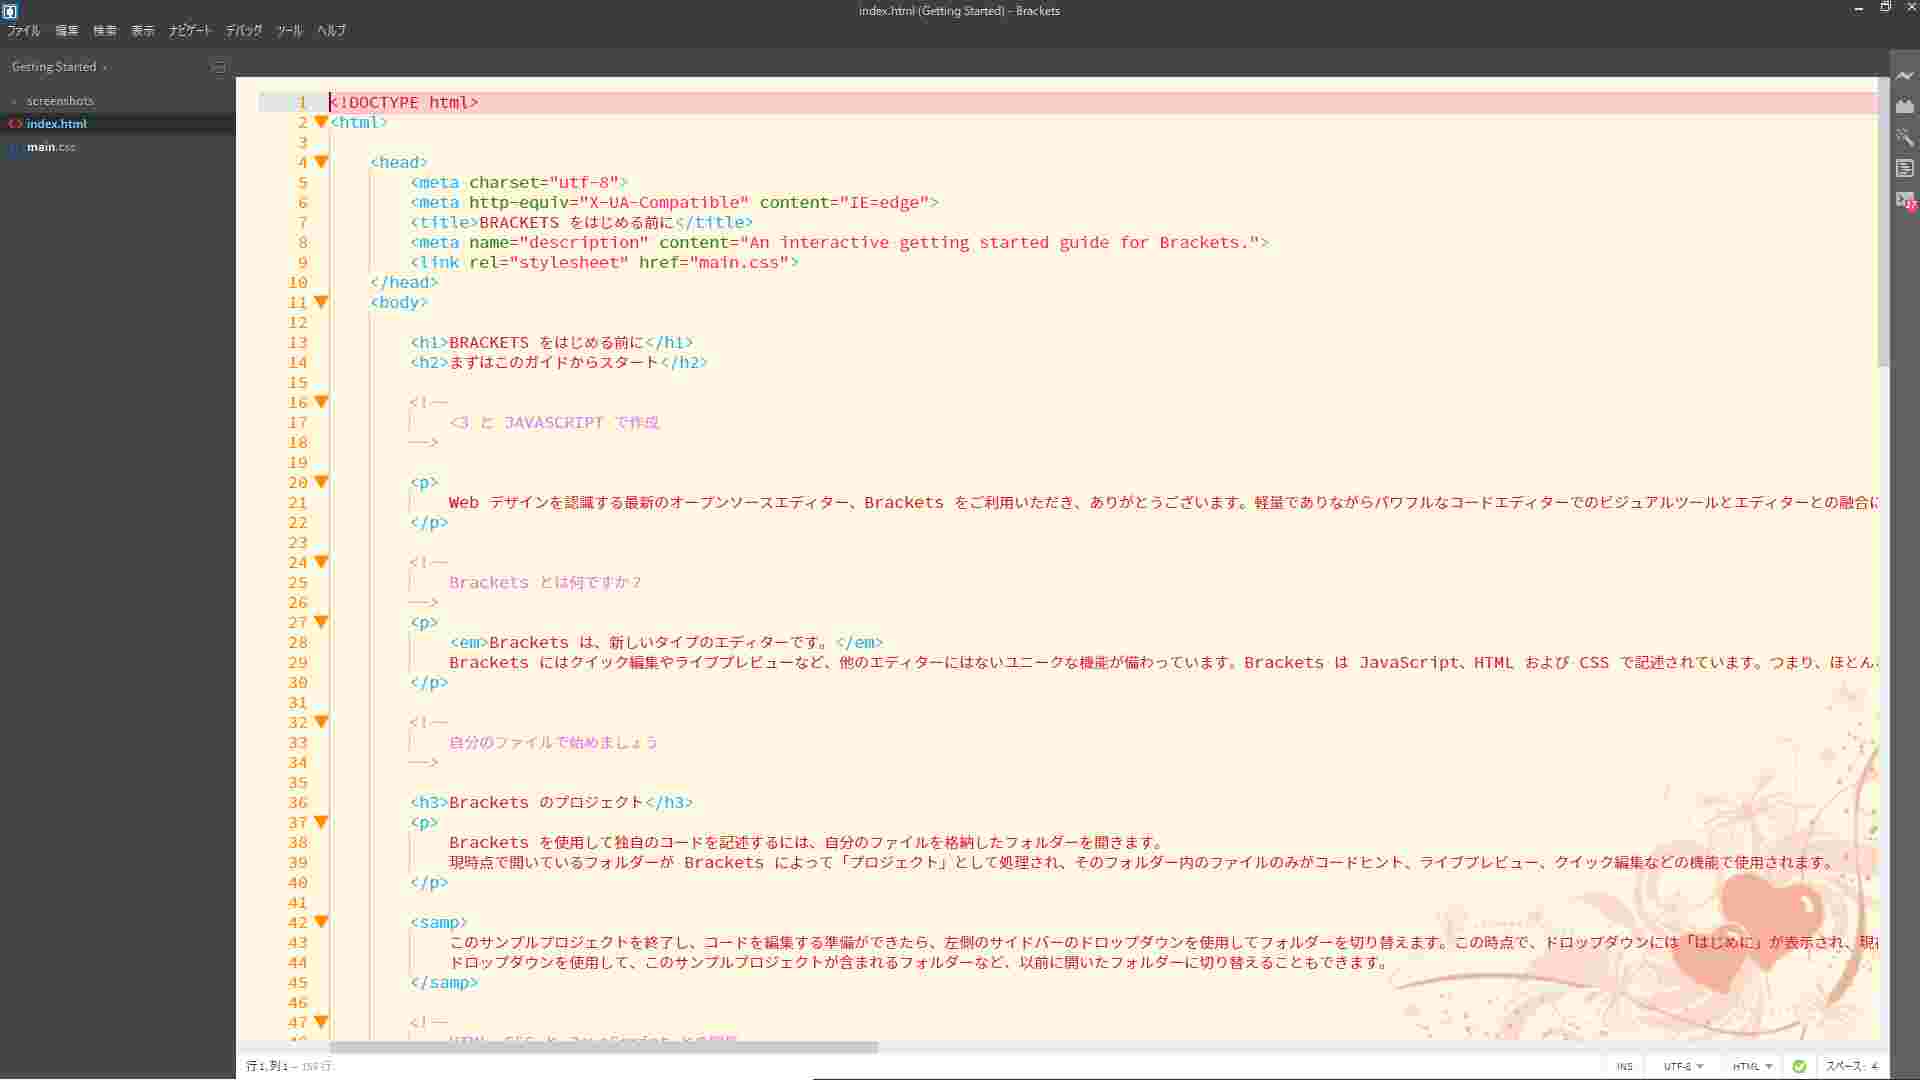 index.html (Getting Started) - Brackets
ファイル 編集 検索 表示 ナビゲート デバッグ ツール ヘルプ
Getting Started
screenshots
index.html
main.css
1 <!DOCTYPE html>
2 <html>
3
4 <head>
5 <meta charset="utf-8">
6 <meta http-equiv="X-UA-Compatible" content="IE=edge">
7 <title>BRACKETS をはじめる前に</title>
8 <meta name="description" content="An interactive getting started guide for Brackets.">
9 <link rel="stylesheet" href="main.css">
10 </head>
11 <body>
12
13 <h1>BRACKETS をはじめる前に</h1>
14 <h2>まずはこのガイドからスタート</h2>
15
16 <!--
17 <3 と JAVASCRIPT で作成
18 -->
19
20 <p>
21 Web デザインを認識する最新のオープンソースエディター、Brackets をご利用いただき、ありがとうございます。軽量でありながらパワフルなコードエディターでのビジュアルツールとエディターとの融合に
22 </p>
23
24 <!--
25 Brackets とは何ですか？
26 -->
27 <p>
28 <em>Brackets は、新しいタイプのエディターです。</em>
29 Brackets にはクイック編集やライブプレビューなど、他のエディターにはないユニークな機能が備わっています。Brackets は JavaScript、HTML および CSS で記述されています。つまり、ほとん
30 </p>
31
32 <!--
33 自分のファイルで始めましょう
34 -->
35
36 <h3>Brackets のプロジェクト</h3>
37 <p>
38 Brackets を使用して独自のコードを記述するには、自分のファイルを格納したフォルダーを開きます。
39 現時点で開いているフォルダーが Brackets によって「プロジェクト」として処理され、そのフォルダー内のファイルのみがコードヒント、ライブプレビュー、クイック編集などの機能で使用されます。
40 </p>
41
42 <samp>
43 このサンプルプロジェクトを終了し、コードを編集する準備ができたら、左側のサイドバーのドロップダウンを使用してフォルダーを切り替えます。この時点で、ドロップダウンには「はじめに」が表示され、現
44 ドロップダウンを使用して、このサンプルプロジェクトが含まれるフォルダーなど、以前に開いたフォルダーに切り替えることもできます。
45 </samp>
46
47 <!--
行 1, 列 1 — 159 行 INS UTF-8 HTML スペース: 4